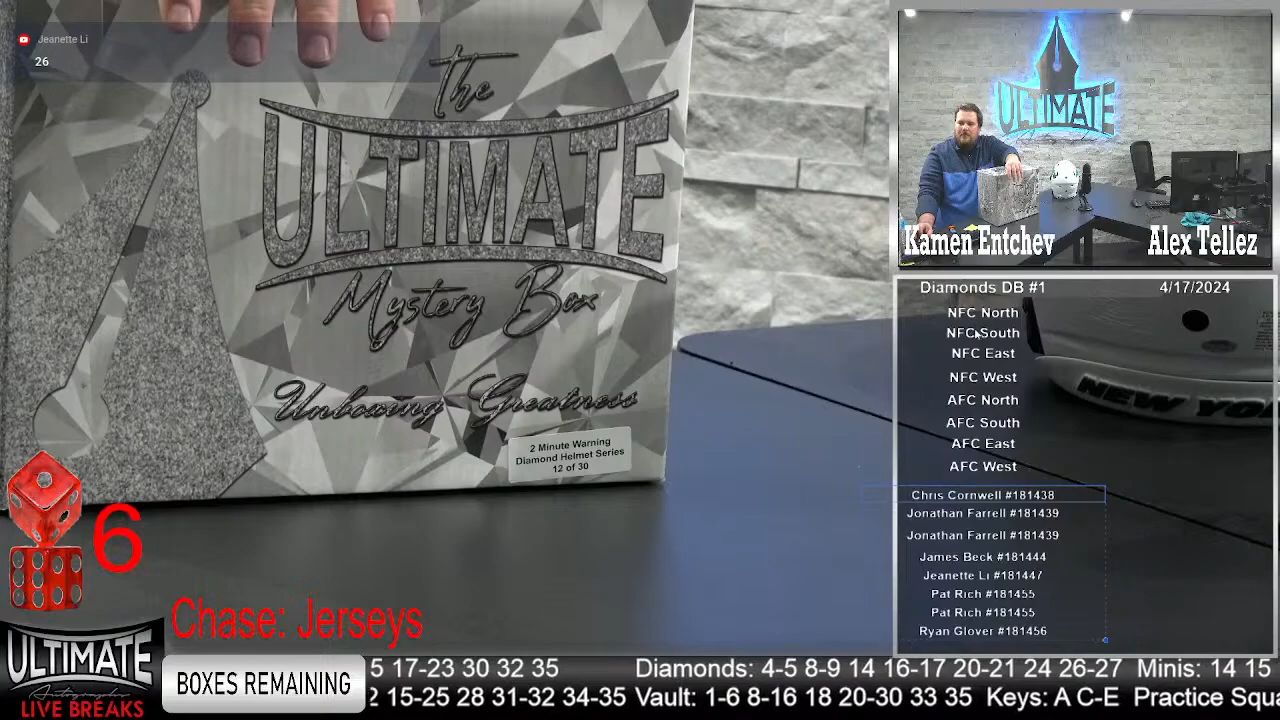 Jeanette Li
26
the
ULTIMATE
Mystery Box
Unboxing Greatness
2 Minute Warning
Diamond Helmet Series
12 of 30
ULTIMATE
Kamen Entchev
Alex Tellez
Diamonds DB #1
4/17/2024
NFC North
NFC South
NFC East
NFC West
AFC North
AFC South
AFC East
AFC West
NEW YO
Chris Cornwell #181438
Jonathan Farrell #181439
Jonathan Farrell #181439
James Beck #181444
Jeanette Li #181447
Pat Rich #181455
Pat Rich #181455
Ryan Glover #181456
6
Chase: Jerseys
ULTIMATE
Autographs
LIVE BREAKS
BOXES REMAINING
5 17-23 30 32 35 Diamonds: 4-5 8-9 14 16-17 20-21 24 26-27 Minis: 14 15
2 15-25 28 31-32 34-35 Vault: 1-6 8-16 18 20-30 33 35 Keys: A C-E Practice Squa